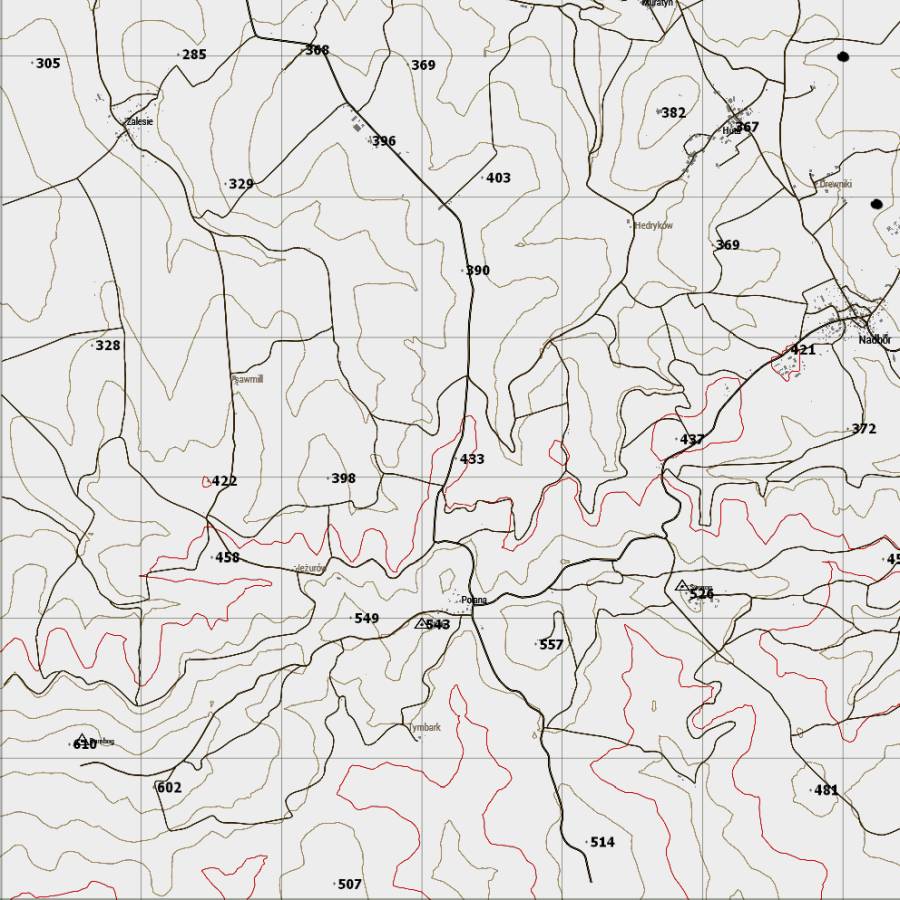 Muratyn
368
285
305
369
382
Huta
367
Zalesie
396
403
329
Drewniki
Hedryków
369
390
328
421
Nadbór
sawmill
372
437
433
422
398
458
Jeżurów
526
Polana
549
543
557
Tymbark
610
602
481
514
507